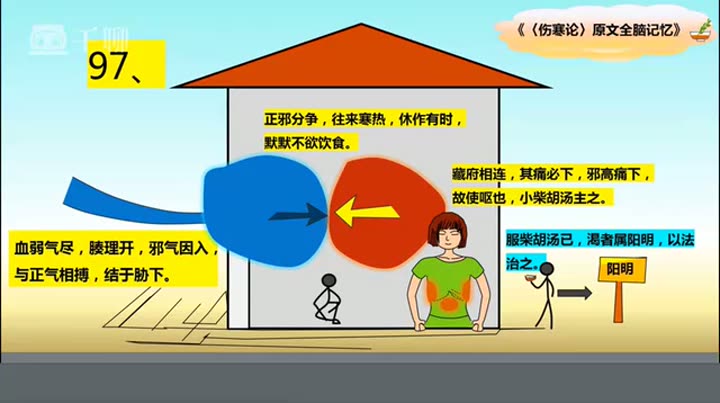 千聊
《〈伤寒论〉原文全脑记忆》
97、
正邪分争，往来寒热，休作有时，
默默不欲饮食。
藏府相连，其痛必下，邪高痛下，
故使呕也，小柴胡汤主之。
血弱气尽，腠理开，邪气因入，
与正气相搏，结于胁下。
服柴胡汤已，渴者属阳明，以法
治之。
阳明